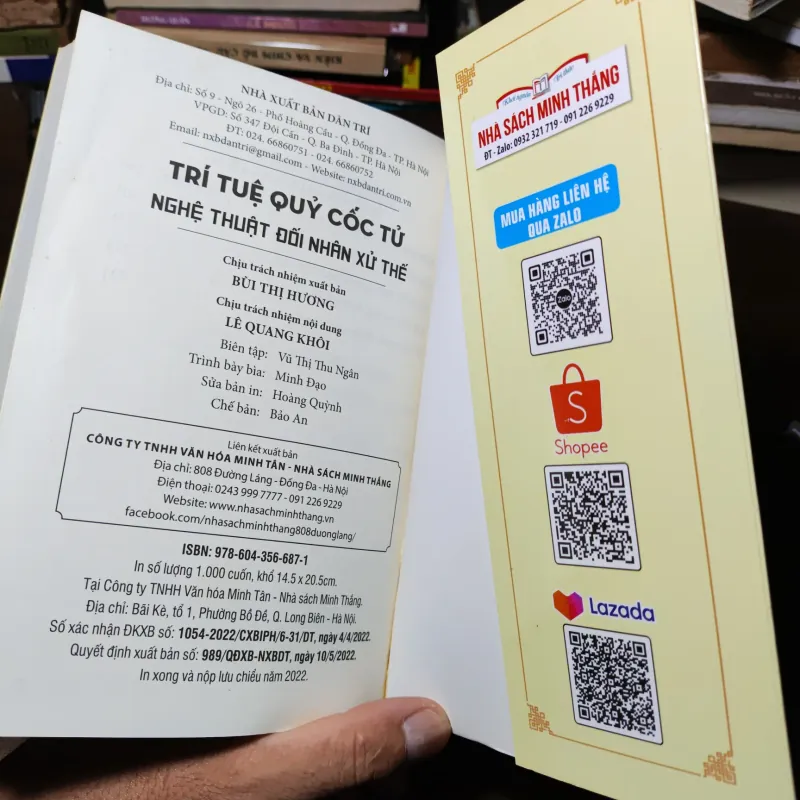 NHÀ XUẤT BẢN DÂN TRÍ
Địa chỉ: Số 9 - Ngõ 26 - Phố Hoàng Cầu - Q. Đống Đa - TP. Hà Nội
VPGD: Số 347 Đội Cấn - Q. Ba Đình - TP. Hà Nội
ĐT: 024. 66860751 - 024. 66860752
Email: nxbdantri@gmail.com - Website: nxbdantri.com.vn
TRÍ TUỆ QUỶ CỐC TỬ
NGHỆ THUẬT ĐỐI NHÂN XỬ THẾ
Chịu trách nhiệm xuất bản
BÙI THỊ HƯƠNG
Chịu trách nhiệm nội dung
LÊ QUANG KHÔI
Biên tập: Vũ Thị Thu Ngân
Trình bày bìa: Minh Đạo
Sửa bản in: Hoàng Quỳnh
Chế bản: Bảo An
Liên kết xuất bản
CÔNG TY TNHH VĂN HÓA MINH TÂN - NHÀ SÁCH MINH THẮNG
Địa chỉ: 808 Đường Láng - Đống Đa - Hà Nội
Điện thoại: 0243 999 7777 - 091 226 9229
Website: www.nhasachminhthang.vn
facebook.com/nhasachminhthang808duonglang/
ISBN: 978-604-356-687-1
In số lượng 1.000 cuốn, khổ 14.5 x 20.5cm.
Tại Công ty TNHH Văn hóa Minh Tân - Nhà sách Minh Thắng.
Địa chỉ: Bãi Kè, tổ 1, Phường Bồ Đề, Q. Long Biên - Hà Nội.
Số xác nhận ĐKXB số: 1054-2022/CXBIPH/6-31/DT, ngày 4/4/2022.
Quyết định xuất bản số: 989/QĐXB-NXBDT, ngày 10/5/2022.
In xong và nộp lưu chiểu năm 2022.
NHÀ SÁCH MINH THẮNG
ĐT - Zalo: 0932 321 719 - 091 226 9229
MUA HÀNG LIÊN HỆ
QUA ZALO
Zalo
S
Shopee
Lazada